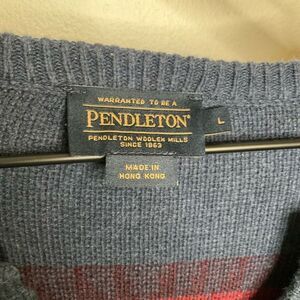 WARRANTED TO BE A
PENDLETON®
PENDLETON WOOLEN MILLS
SINCE 1863
L
MADE IN
HONG KONG